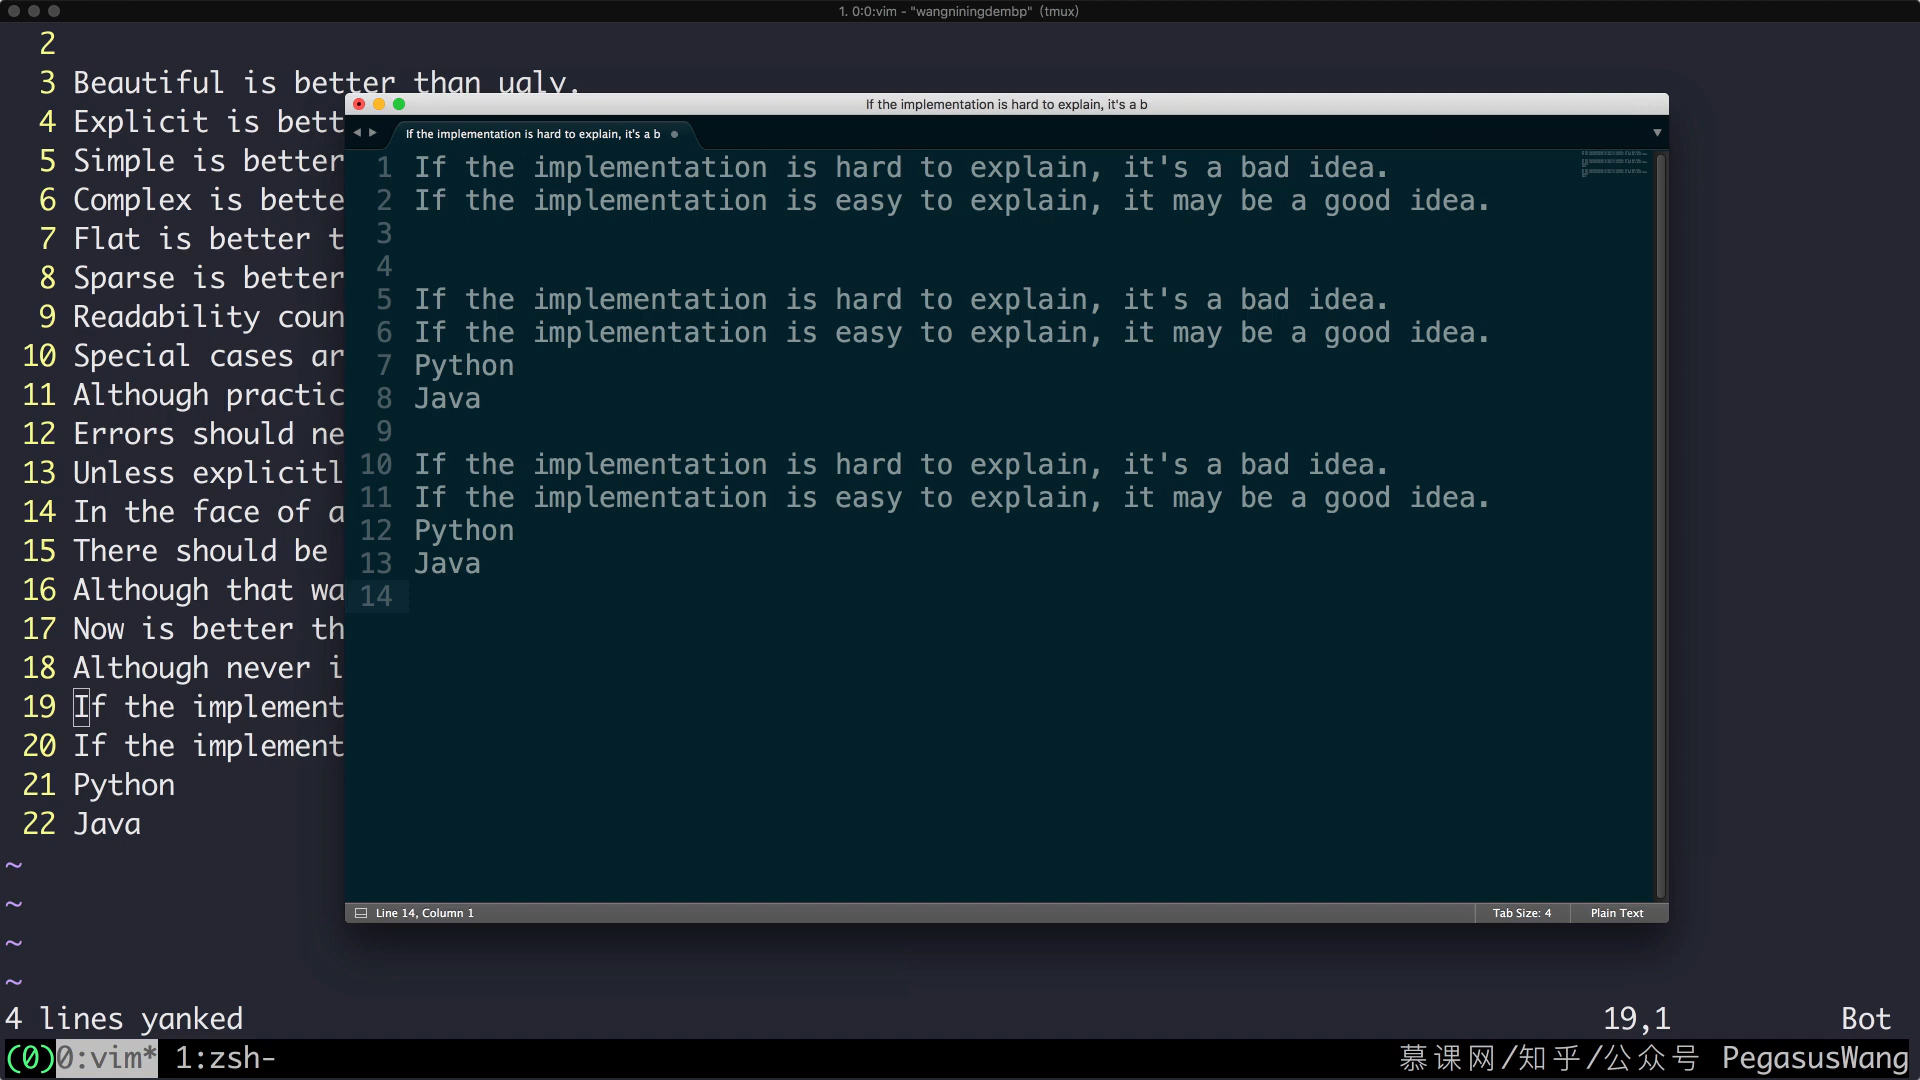 1. 0:0:vim - "wangniningdembp" (tmux)
2
3 Beautiful is better than ugly.
4 Explicit is bett
5 Simple is better
6 Complex is bette
7 Flat is better t
8 Sparse is better
9 Readability coun
10 Special cases ar
11 Although practic
12 Errors should ne
13 Unless explicitl
14 In the face of a
15 There should be
16 Although that wa
17 Now is better th
18 Although never i
19 If the implement
20 If the implement
21 Python
22 Java
~
~
~
~
If the implementation is hard to explain, it's a b
If the implementation is hard to explain, it's a b
1 If the implementation is hard to explain, it's a bad idea.
2 If the implementation is easy to explain, it may be a good idea.
3
4
5 If the implementation is hard to explain, it's a bad idea.
6 If the implementation is easy to explain, it may be a good idea.
7 Python
8 Java
9
10 If the implementation is hard to explain, it's a bad idea.
11 If the implementation is easy to explain, it may be a good idea.
12 Python
13 Java
14
Line 14, Column 1 Tab Size: 4 Plain Text
4 lines yanked 19,1 Bot
(0)0:vim* 1:zsh- 慕课网/知乎/公众号 PegasusWang